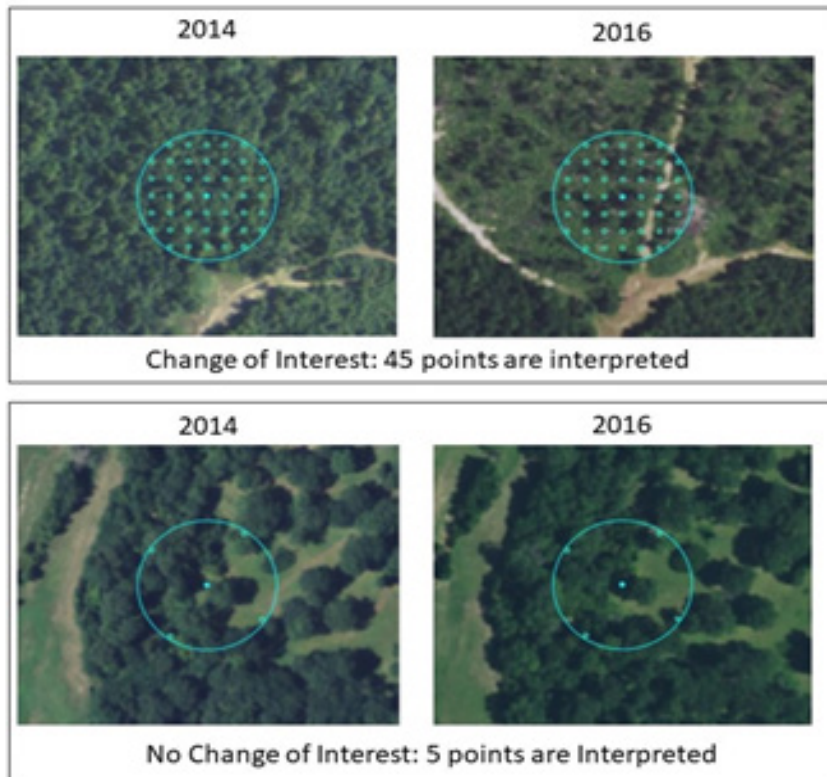 2014
2016
Change of Interest: 45 points are interpreted
2014
2016
No Change of Interest: 5 points are Interpreted